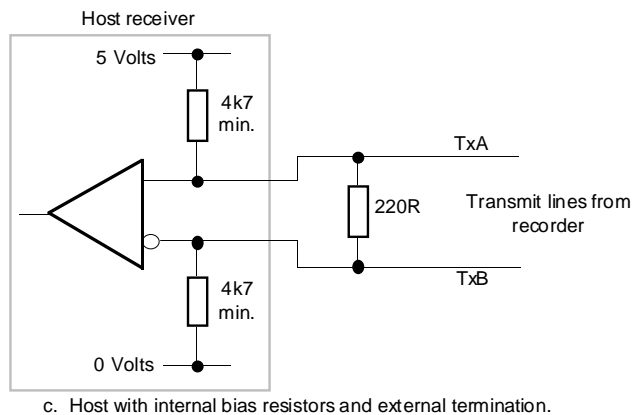 Host receiver
5 Volts
4k7
min.
TxA
220R
Transmit lines from
recorder
TxB
4k7
min.
0 Volts
c. Host with internal bias resistors and external termination.